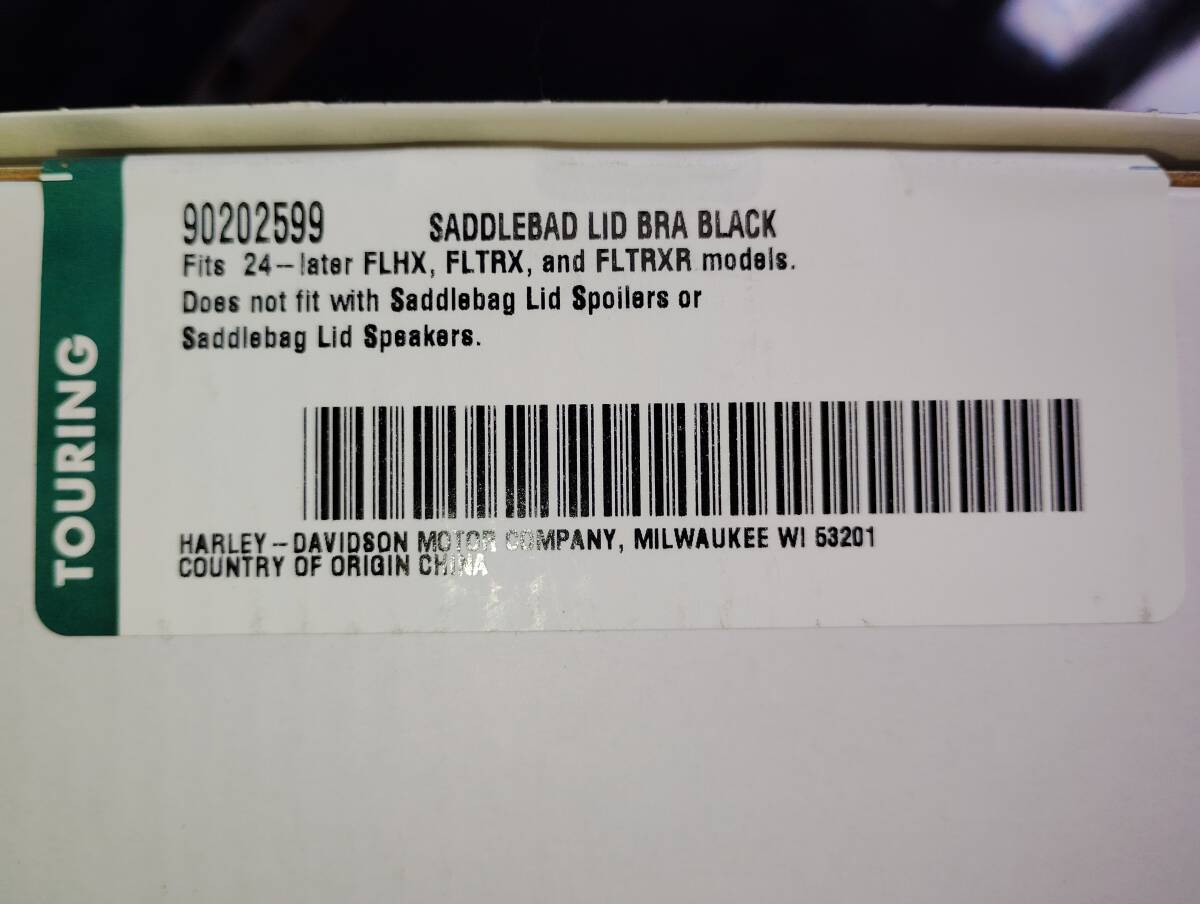 TOURING
90202599 SADDLEBAD LID BRA BLACK
Fits 24-later FLHX, FLTRX, and FLTRXR models.
Does not fit with Saddlebag Lid Spoilers or
Saddlebag Lid Speakers.
HARLEY-DAVIDSON MOTOR COMPANY, MILWAUKEE WI 53201
COUNTRY OF ORIGIN CHINA